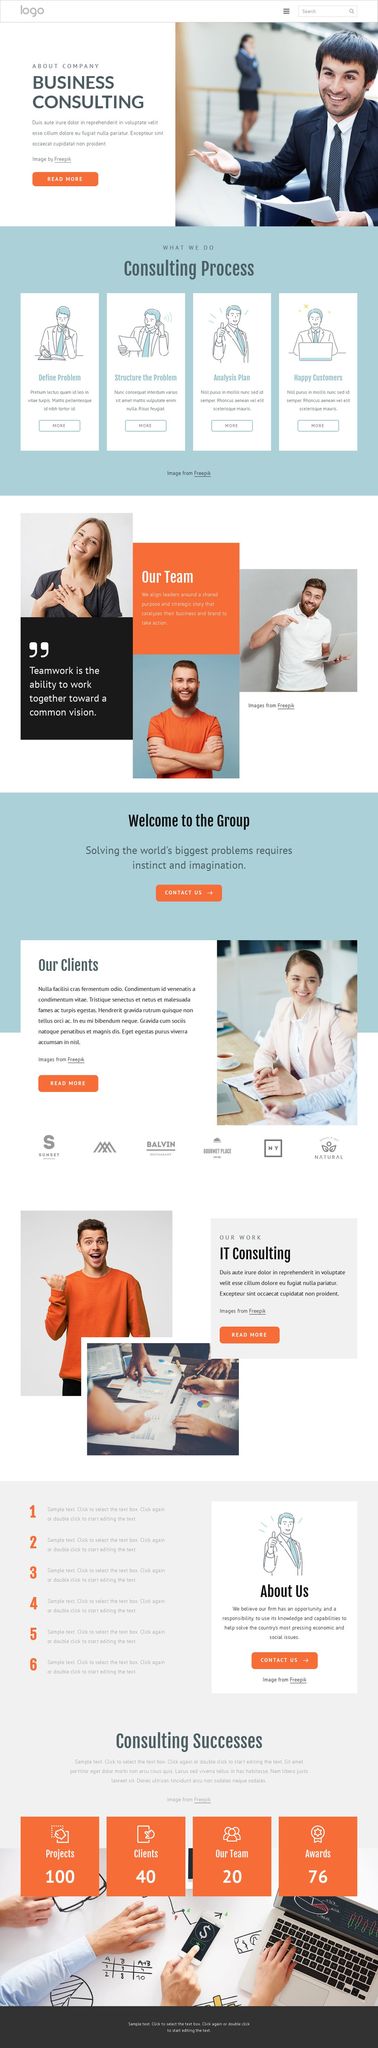 logo
Search
ABOUT COMPANY
BUSINESS
CONSULTING
Duis aute irure dolor in reprehenderit in voluptate velit
esse cillum dolore eu fugiat nulla pariatur. Excepteur sint
occaecat cupidatat non proident
Image by Freepik
READ MORE
WHAT WE DO
Consulting Process
Define Problem
Pretium lectus quam id leo in
vitae turpis. Mattis pellentesque
id nibh tortor id
MORE
Structure the Problem
Nunc consequat interdum varius
sit amet mattis vulputate enim
nulla. Risus feugiat
MORE
Analysis Plan
Nisl purus in mollis nunc sed id
semper. Rhoncus aenean vel elit
scelerisque mauris.
MORE
Happy Customers
Nisl purus in mollis nunc sed id
semper. Rhoncus aenean vel elit
scelerisque mauris.
MORE
Image from Freepik
Our Team
We align leaders around a shared
purpose and strategic story that
catalyzes their business and brand to
take action.
Teamwork is the
ability to work
together toward a
common vision.
Images from Freepik
Welcome to the Group
Solving the world's biggest problems requires
instinct and imagination.
CONTACT US →
Our Clients
Nulla facilisi cras fermentum odio. Condimentum id venenatis a
condimentum vitae. Tristique senectus et netus et malesuada
fames ac turpis egestas. Hendrerit gravida rutrum quisque non
tellus orci ac. In eu mi bibendum neque. Gravida cum sociis
natoque penatibus et magnis dis. Eget egestas purus viverra
accumsan in nisl.
Images from Freepik
READ MORE
S
SUNSET
BALVIN
RESTAURANT
GOURMET PLACE
N Y
NATURAL
OUR WORK
IT Consulting
Duis aute irure dolor in reprehenderit in voluptate
velit esse cillum dolore eu fugiat nulla pariatur.
Excepteur sint occaecat cupidatat non proident.
Images from Freepik
READ MORE
1
Sample text. Click to select the text box. Click again
or double click to start editing the text.
2
Sample text. Click to select the text box. Click again
or double click to start editing the text.
3
Sample text. Click to select the text box. Click again
or double click to start editing the text.
4
Sample text. Click to select the text box. Click again
or double click to start editing the text.
5
Sample text. Click to select the text box. Click again
or double click to start editing the text.
6
Sample text. Click to select the text box. Click again
or double click to start editing the text.
About Us
We believe our firm has an opportunity, and a
responsibility to use its knowledge and capabilities to
help solve the country's most pressing economic and
social issues.
CONTACT US →
Image from Freepik
Consulting Successes
Sample text. Click to select the text box. Click again or double click to start editing the text. Sit amet
porttitor eget dolor morbi non arcu risus quis. Lacus sed viverra tellus in hac habitasse. Nam libero justo
laoreet sit. Donec ultrices tincidunt arcu non sodales neque sodales.
Image from Freepik
Projects
100
Clients
40
Our Team
20
Awards
76
Sample text. Click to select the text box. Click again or double click
to start editing the text.